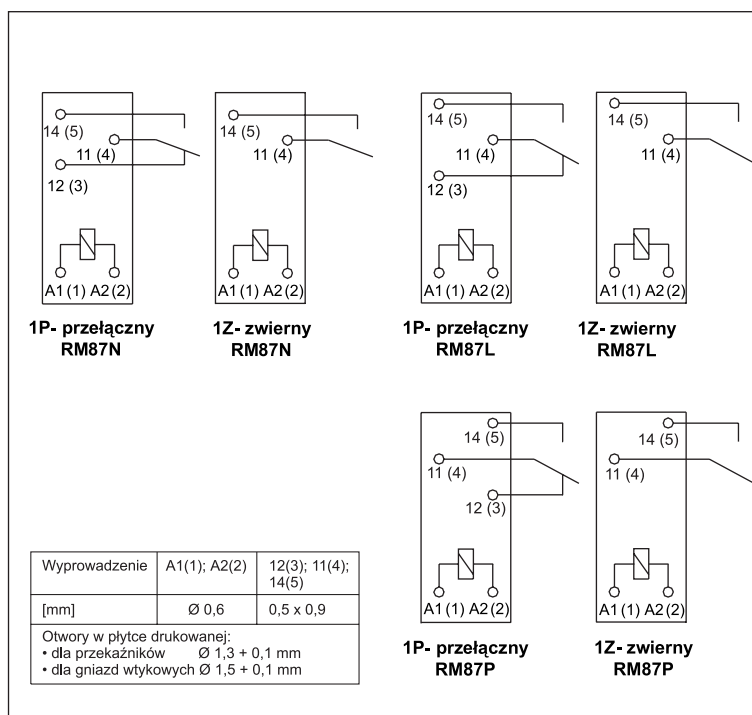 14 (5)
11 (4)
12 (3)
A1 (1) A2 (2)
1P- przełączny
RM87N
14 (5)
11 (4)
A1 (1) A2 (2)
1Z- zwierny
RM87N
14 (5)
11 (4)
12 (3)
A1 (1) A2 (2)
1P- przełączny
RM87L
14 (5)
11 (4)
A1 (1) A2 (2)
1Z- zwierny
RM87L
14 (5)
11 (4)
12 (3)
A1 (1) A2 (2)
1P- przełączny
RM87P
14 (5)
11 (4)
A1 (1) A2 (2)
1Z- zwierny
RM87P
Wyprowadzenie A1(1); A2(2) 12(3); 11(4);
14(5)
[mm] Ø 0,6 0,5 x 0,9
Otwory w płytce drukowanej:
• dla przekaźników Ø 1,3 + 0,1 mm
• dla gniazd wtykowych Ø 1,5 + 0,1 mm